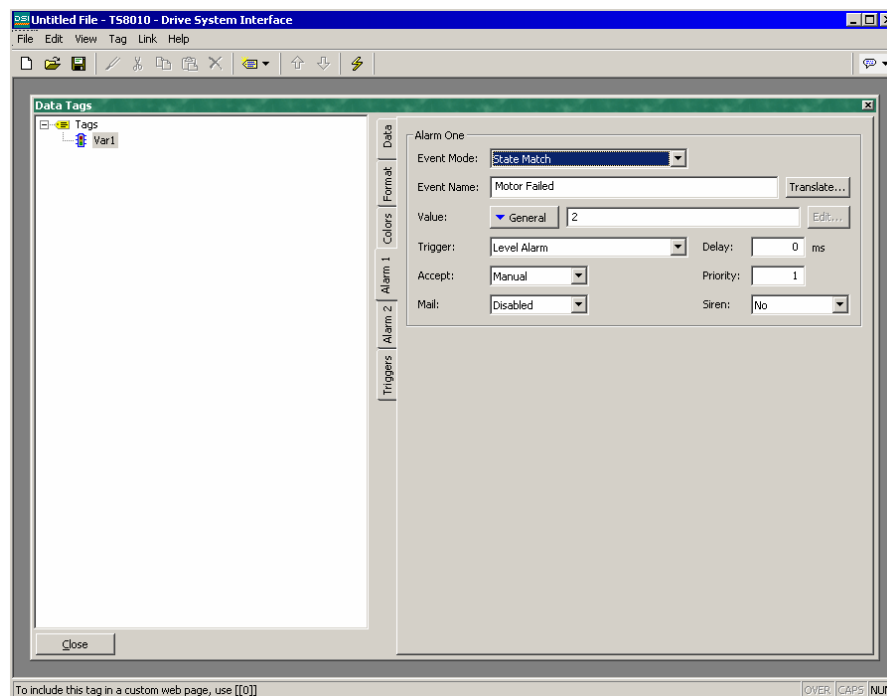 DSI Untitled File - TS8010 - Drive System Interface
File Edit View Tag Link Help
Data Tags
Tags
Var1
Data
Format
Colors
Alarm 1
Alarm 2
Triggers
Alarm One
Event Mode: State Match
Event Name: Motor Failed Translate...
Value: General 2 Edit...
Trigger: Level Alarm Delay: 0 ms
Accept: Manual Priority: 1
Mail: Disabled Siren: No
Close
To include this tag in a custom web page, use [[0]] OVER CAPS NUM